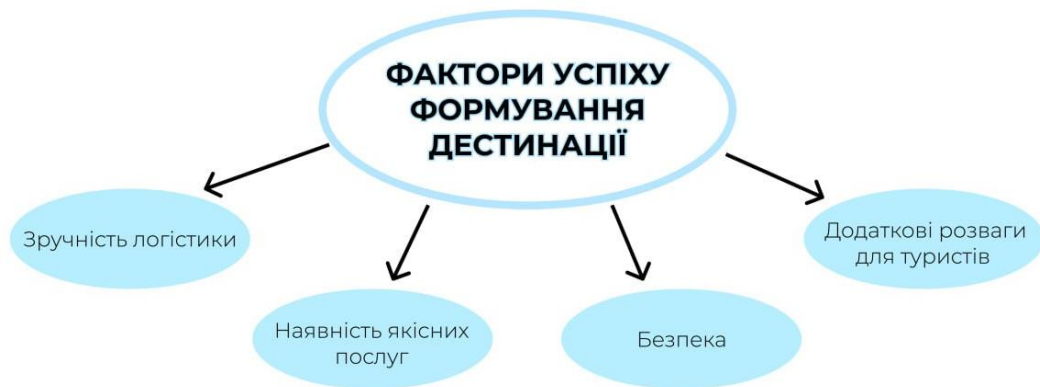 ФАКТОРИ УСПІХУ
ФОРМУВАННЯ
ДЕСТИНАЦІЇ
Зручність логістики
Наявність якісних
послуг
Безпека
Додаткові розваги
для туристів